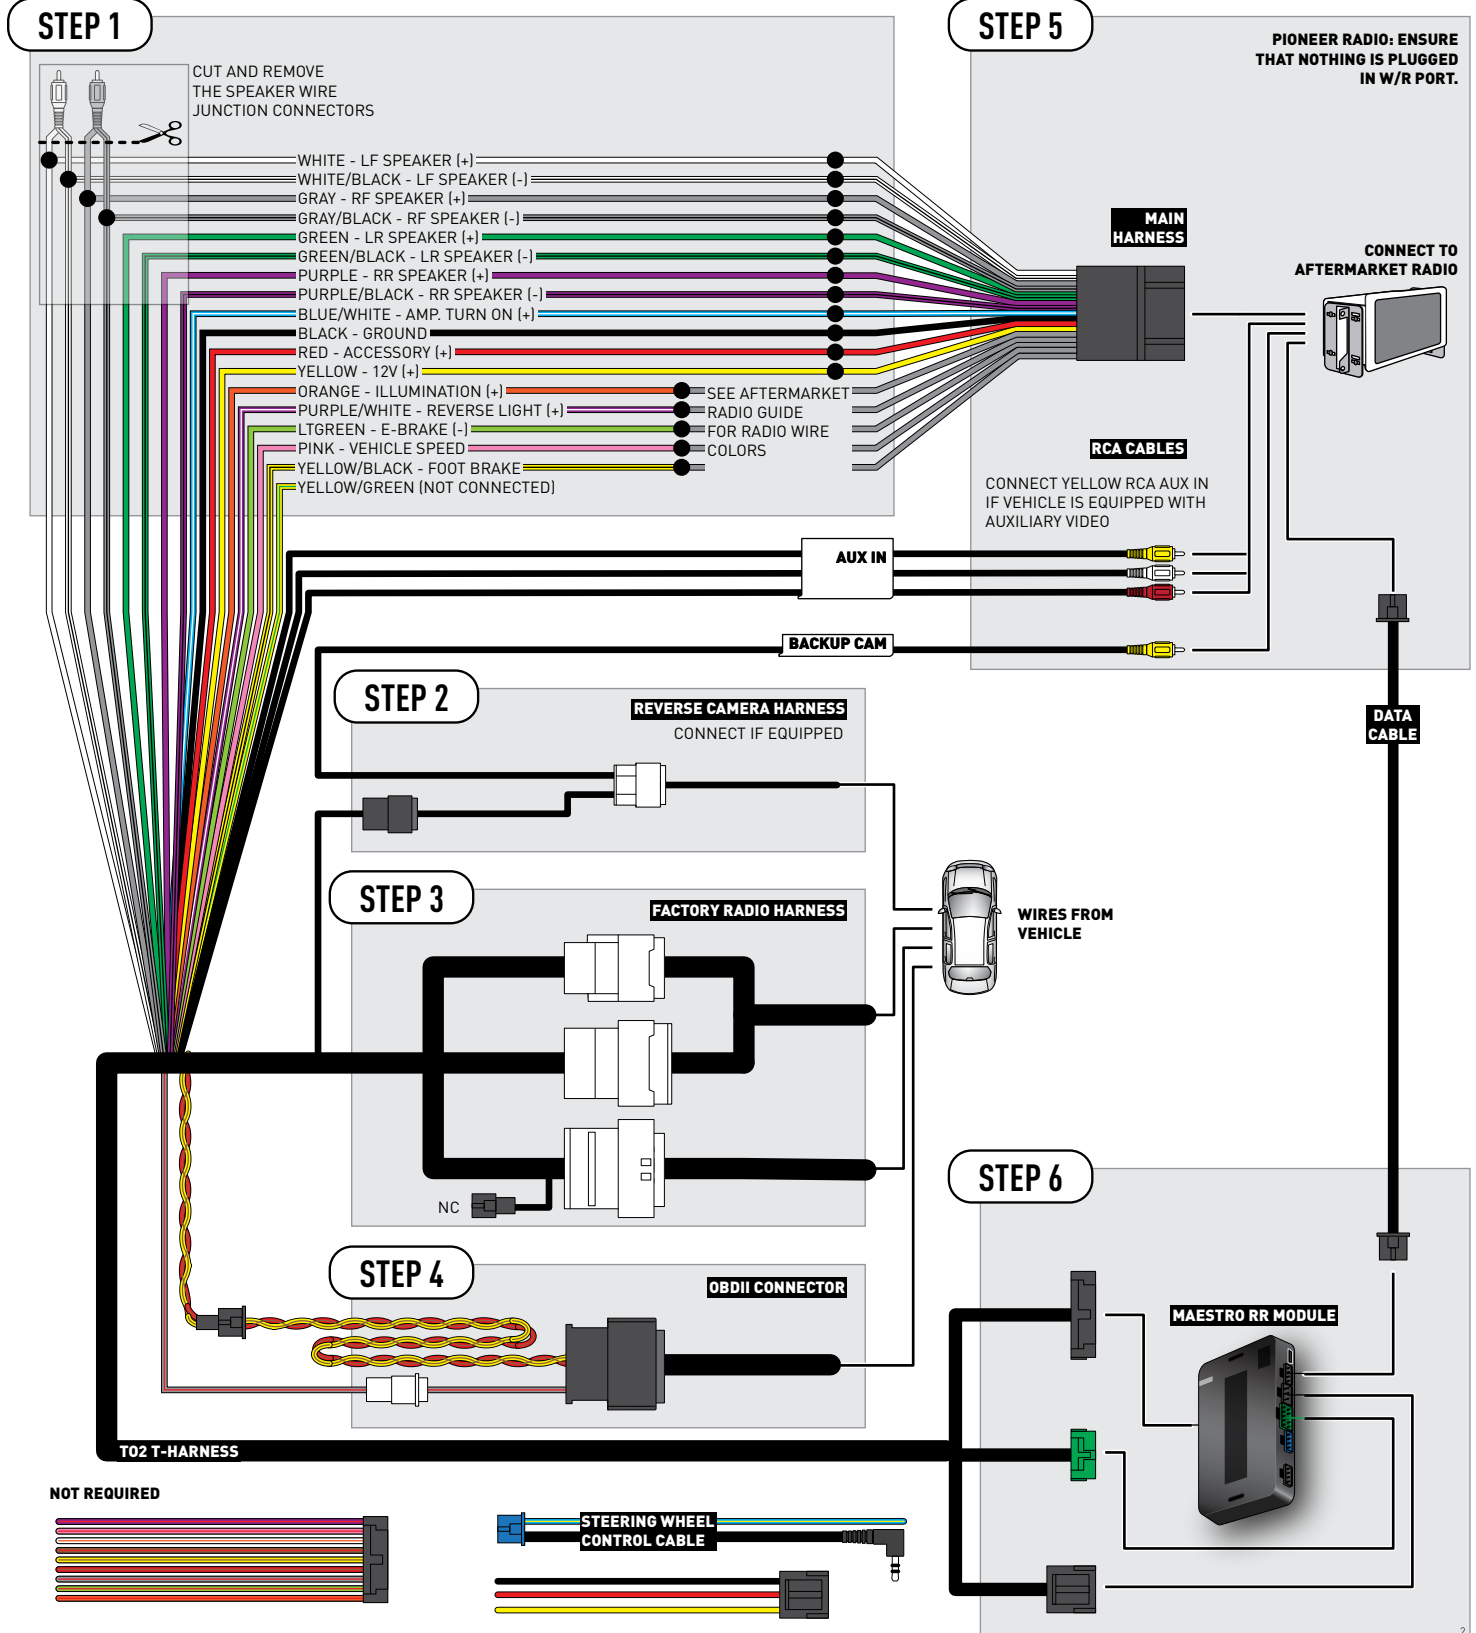 STEP 1
CUT AND REMOVE
THE SPEAKER WIRE
JUNCTION CONNECTORS
WHITE - LF SPEAKER (+)
WHITE/BLACK - LF SPEAKER (-)
GRAY - RF SPEAKER (+)
GRAY/BLACK - RF SPEAKER (-)
GREEN - LR SPEAKER (+)
GREEN/BLACK - LR SPEAKER (-)
PURPLE - RR SPEAKER (+)
PURPLE/BLACK - RR SPEAKER (-)
BLUE/WHITE - AMP. TURN ON (+)
BLACK - GROUND
RED - ACCESSORY (+)
YELLOW - 12V (+)
ORANGE - ILLUMINATION (+)
PURPLE/WHITE - REVERSE LIGHT (+)
LTGREEN - E-BRAKE (-)
PINK - VEHICLE SPEED
YELLOW/BLACK - FOOT BRAKE
YELLOW/GREEN (NOT CONNECTED)
SEE AFTERMARKET
RADIO GUIDE
FOR RADIO WIRE
COLORS
STEP 5
PIONEER RADIO: ENSURE
THAT NOTHING IS PLUGGED
IN W/R PORT.
MAIN
HARNESS
CONNECT TO
AFTERMARKET RADIO
RCA CABLES
CONNECT YELLOW RCA AUX IN
IF VEHICLE IS EQUIPPED WITH
AUXILIARY VIDEO
AUX IN
BACKUP CAM
DATA
CABLE
STEP 2
REVERSE CAMERA HARNESS
CONNECT IF EQUIPPED
STEP 3
FACTORY RADIO HARNESS
NC
WIRES FROM
VEHICLE
STEP 4
OBDII CONNECTOR
STEP 6
MAESTRO RR MODULE
TO2 T-HARNESS
NOT REQUIRED
STEERING WHEEL
CONTROL CABLE
2